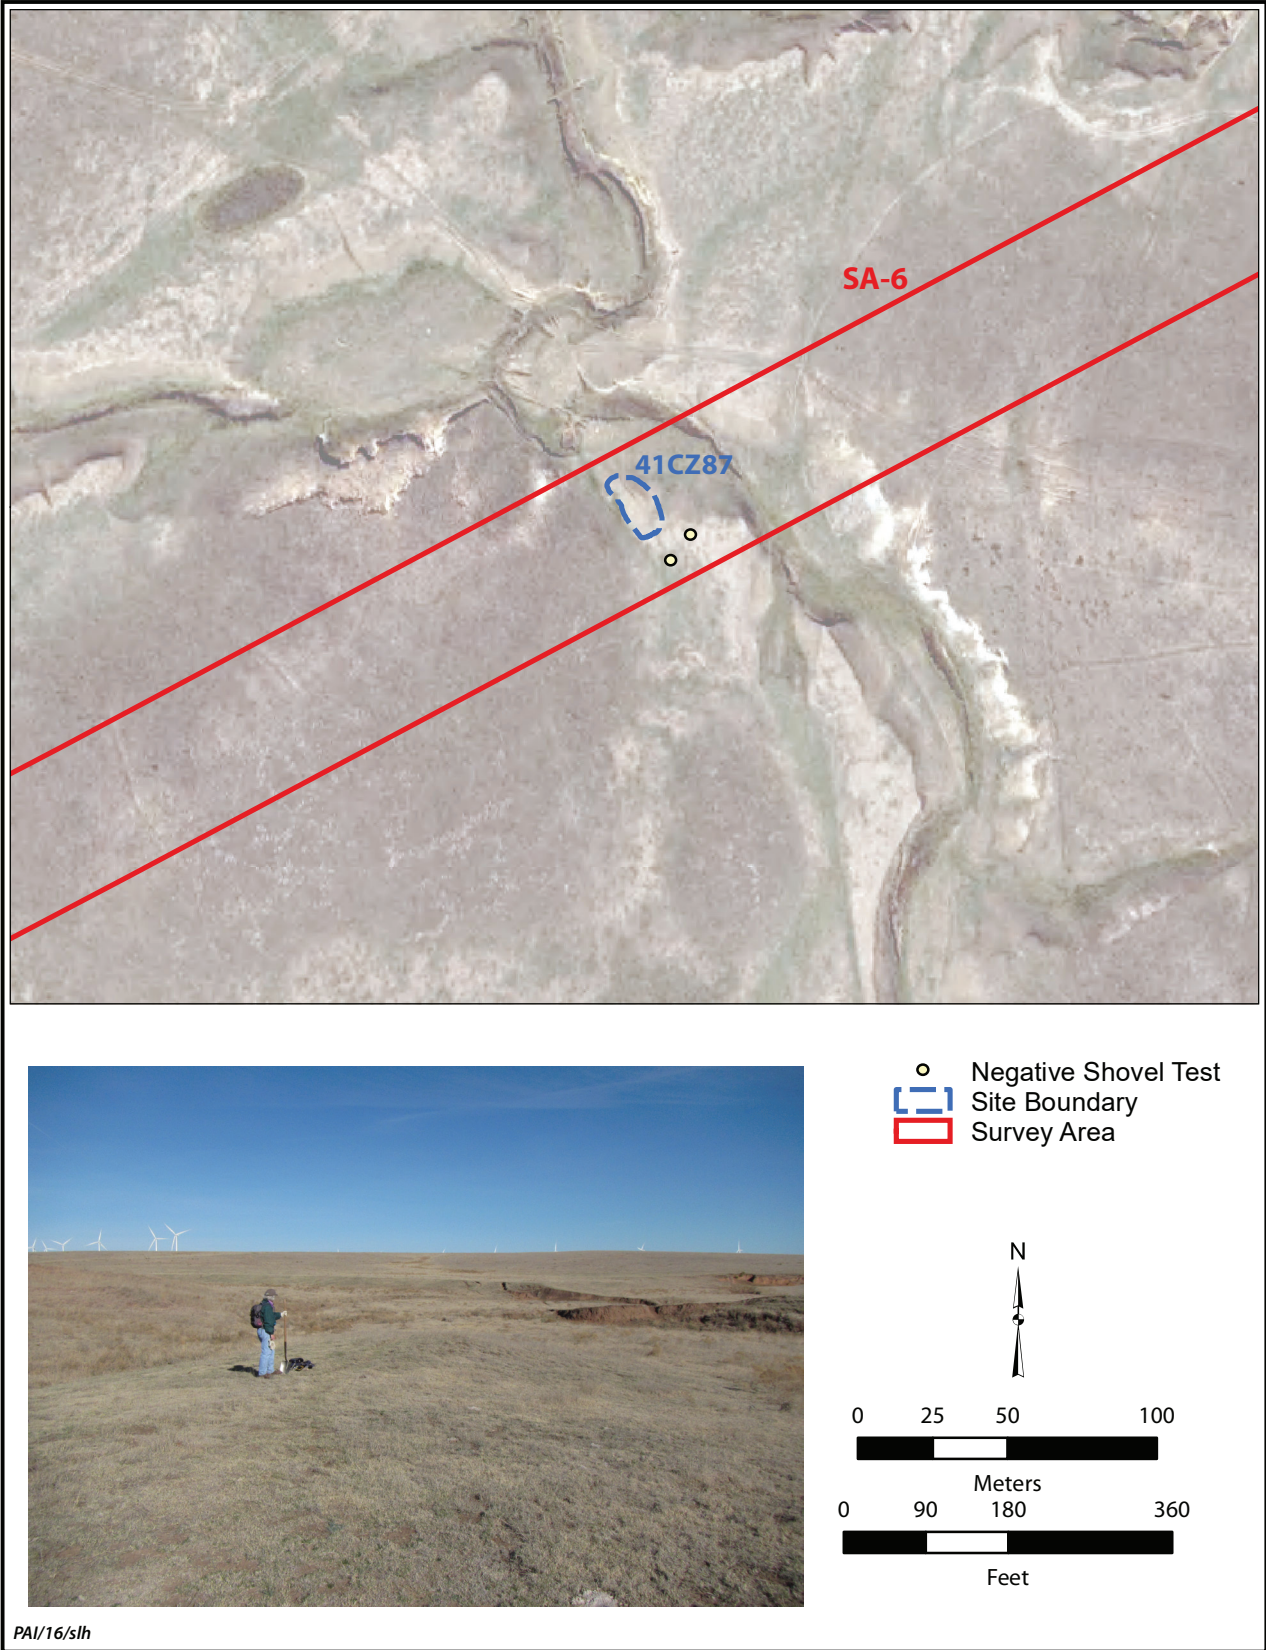 SA-6
41CZ87
Negative Shovel Test
Site Boundary
Survey Area
N
0 25 50 100
Meters
0 90 180 360
Feet
PAI/16/slh